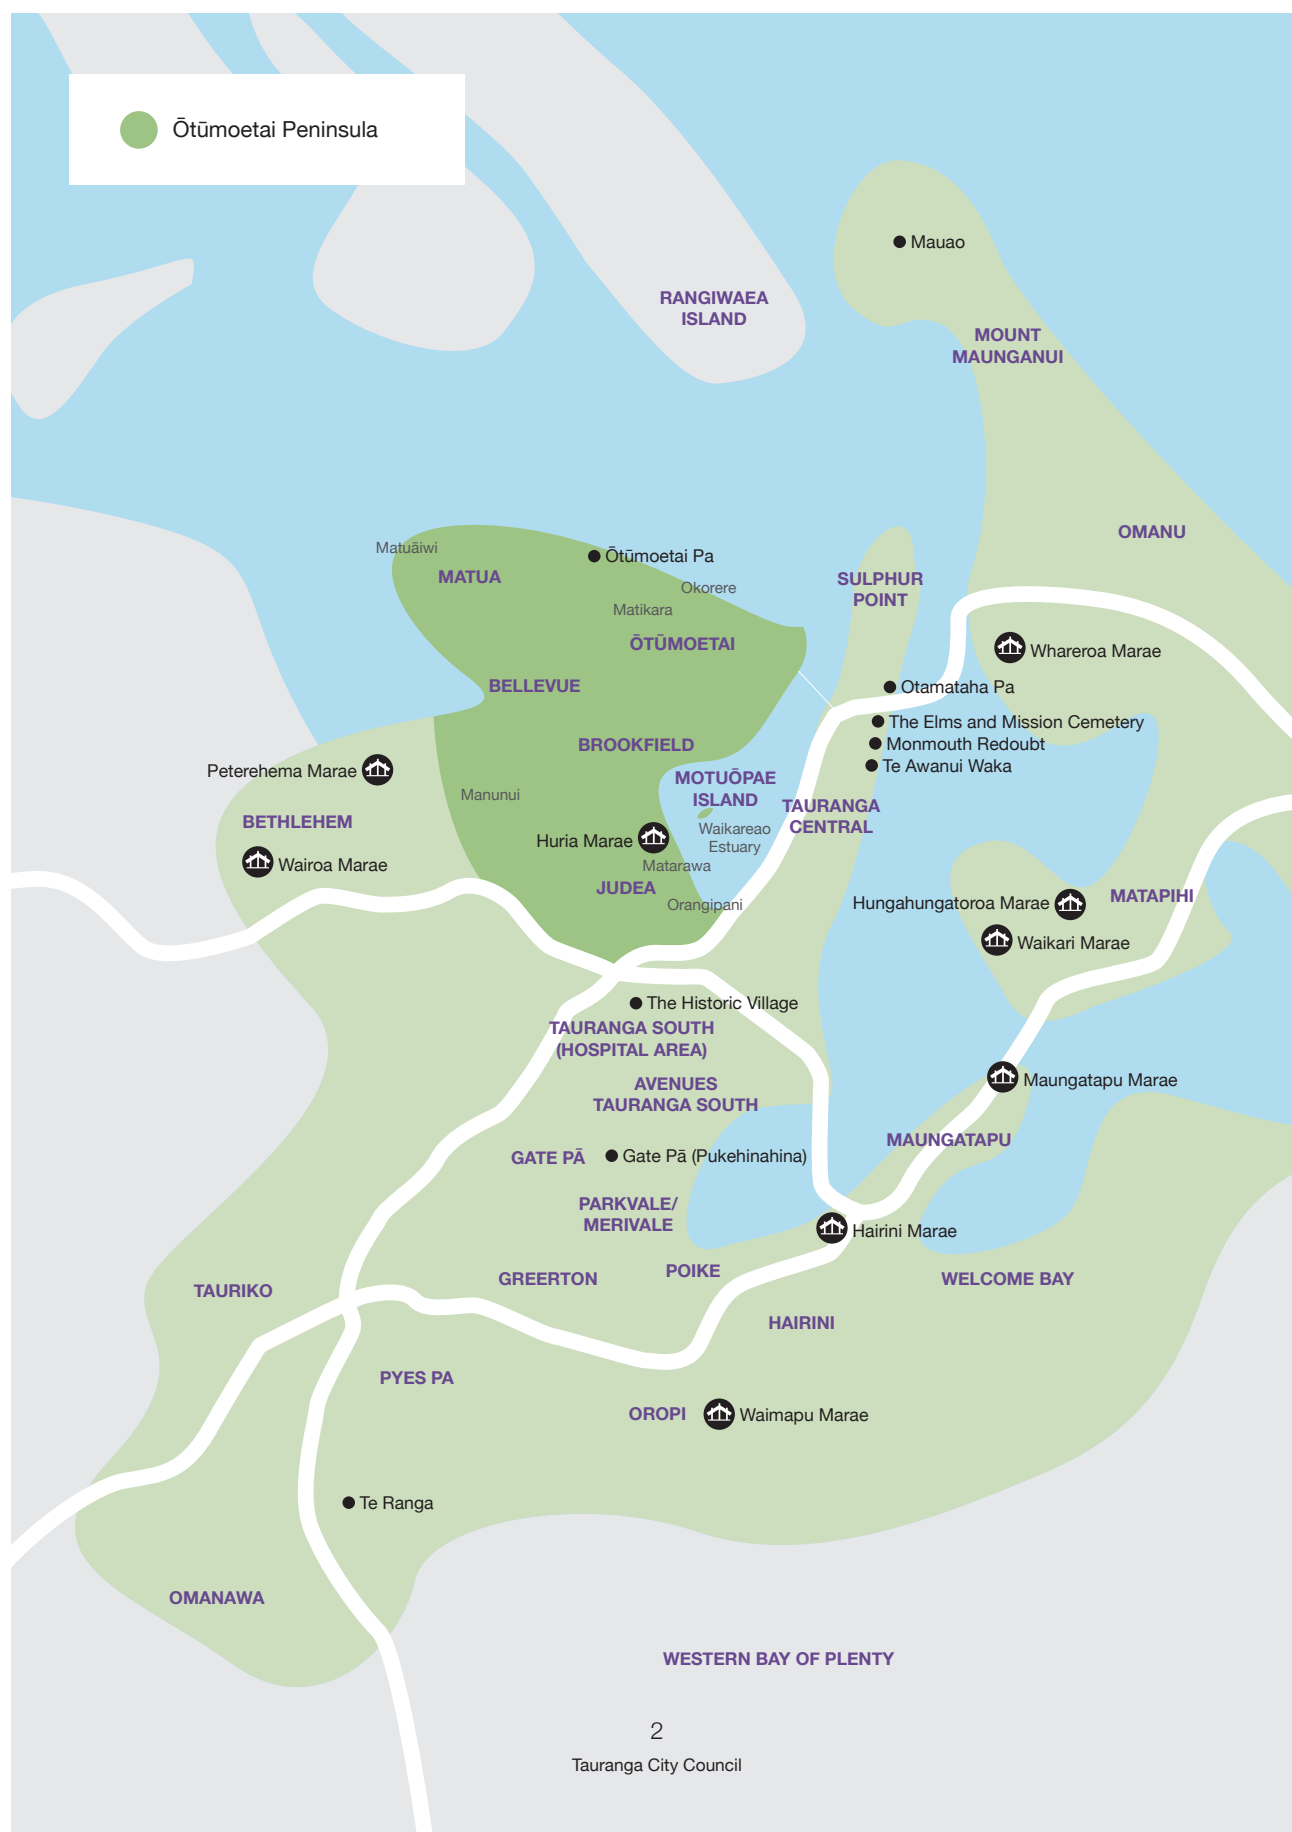 Ōtūmoetai Peninsula
Mauao
RANGIWAEA
ISLAND
MOUNT
MAUNGANUI
OMANU
Matuāiwi
MATUA
Ōtūmoetai Pa
Okorere
Matikara
ŌTŪMOETAI
SULPHUR
POINT
Whareroa Marae
BELLEVUE
Otamataha Pa
The Elms and Mission Cemetery
BROOKFIELD
Monmouth Redoubt
Te Awanui Waka
Peterehema Marae
MOTUŌPAE
ISLAND
Manunui
TAURANGA
CENTRAL
BETHLEHEM
Waikareao
Estuary
Huria Marae
Wairoa Marae
Matarawa
JUDEA
Orangipani
Hungahungatoroa Marae
MATAPIHI
Waikari Marae
The Historic Village
TAURANGA SOUTH
(HOSPITAL AREA)
AVENUES
TAURANGA SOUTH
Maungatapu Marae
MAUNGATAPU
GATE PĀ
Gate Pā (Pukehinahina)
PARKVALE/
MERIVALE
Hairini Marae
POIKE
GREERTON
WELCOME BAY
TAURIKO
HAIRINI
PYES PA
OROPI
Waimapu Marae
Te Ranga
OMANAWA
WESTERN BAY OF PLENTY
2
Tauranga City Council